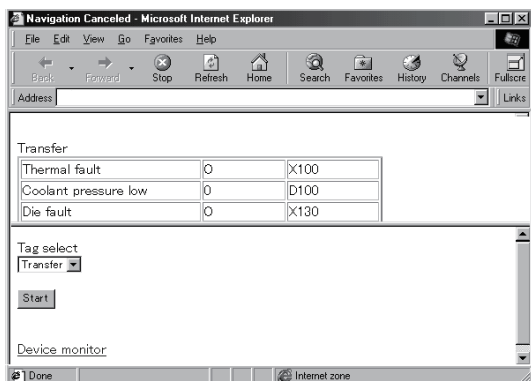 Navigation Canceled - Microsoft Internet Explorer
File Edit View Go Favorites Help
Back Forward Stop Refresh Home Search Favorites History Channels Fullscre
Address Links
Transfer
Thermal fault O X100
Coolant pressure low 0 D100
Die fault O X130
Tag select
Transfer
Start
Device monitor
Done Internet zone